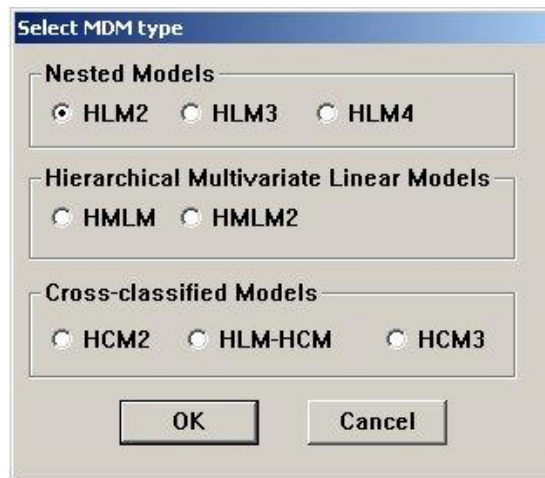 Select MDM type
Nested Models
HLM2 HLM3 HLM4
Hierarchical Multivariate Linear Models
HMLM HMLM2
Cross-classified Models
HCM2 HLM-HCM HCM3
OK Cancel